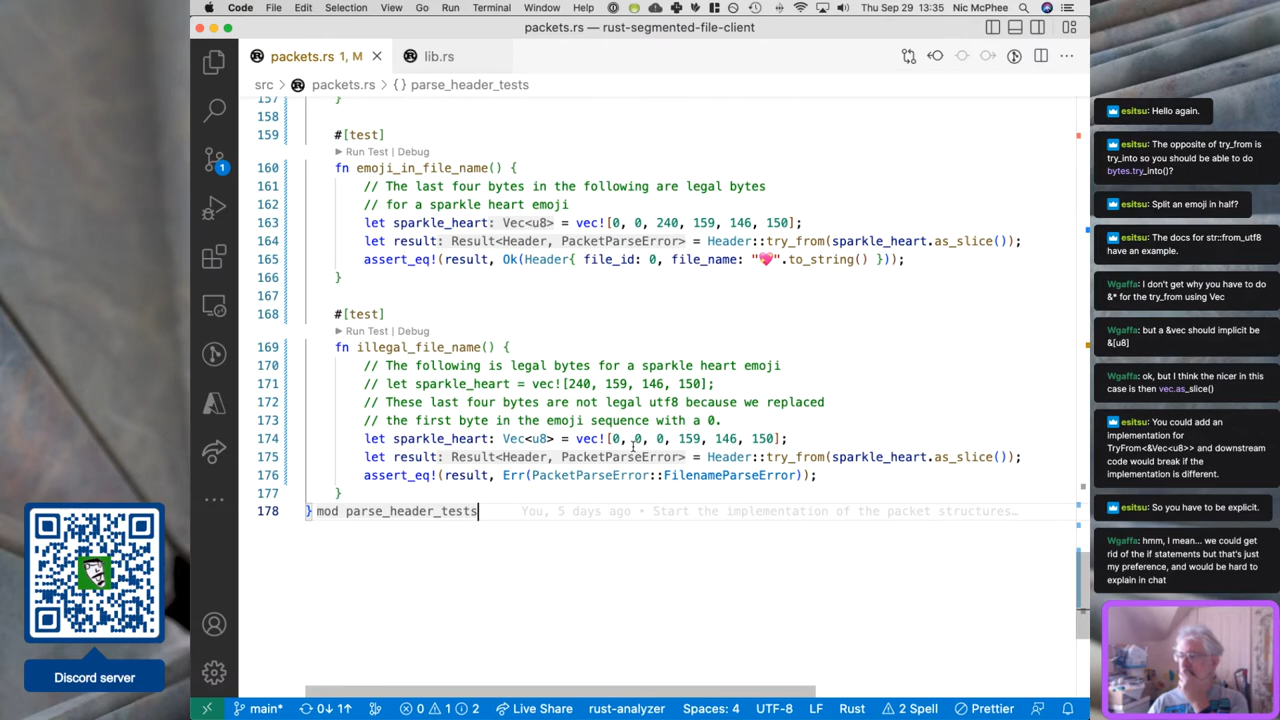 Code File Edit Selection View Go Run Terminal Window Help Thu Sep 29 13:35 Nic McPhee
packets.rs — rust-segmented-file-client
packets.rs 1, M
lib.rs
src › packets.rs › {} parse_header_tests
157 }
158
159 #[test]
▶ Run Test | Debug
160 fn emoji_in_file_name() {
161 // The last four bytes in the following are legal bytes
162 // for a sparkle heart emoji
163 let sparkle_heart: Vec<u8> = vec![0, 0, 240, 159, 146, 150];
164 let result: Result<Header, PacketParseError> = Header::try_from(sparkle_heart.as_slice());
165 assert_eq!(result, Ok(Header{ file_id: 0, file_name: "💖".to_string() }));
166 }
167
168 #[test]
▶ Run Test | Debug
169 fn illegal_file_name() {
170 // The following is legal bytes for a sparkle heart emoji
171 // let sparkle_heart = vec![240, 159, 146, 150];
172 // These last four bytes are not legal utf8 because we replaced
173 // the first byte in the emoji sequence with a 0.
174 let sparkle_heart: Vec<u8> = vec![0, 0, 0, 159, 146, 150];
175 let result: Result<Header, PacketParseError> = Header::try_from(sparkle_heart.as_slice());
176 assert_eq!(result, Err(PacketParseError::FilenameParseError));
177 }
178 } mod parse_header_tests You, 5 days ago • Start the implementation of the packet structures…
1
main* 0↓ 1↑ 0 1 2 Live Share rust-analyzer Spaces: 4 UTF-8 LF Rust 2 Spell Prettier
Discord server
esitsu: Hello again.
esitsu: The opposite of try_from is
try_into so you should be able to do
bytes.try_into()?
esitsu: Split an emoji in half?
esitsu: The docs for str::from_utf8
have an example.
Wgaffa: I don't get why you have to do
&* for the try_from using Vec
Wgaffa: but a &vec should implicit be
&[u8]
Wgaffa: ok, but I think the nicer in this
case is then vec.as_slice()
esitsu: You could add an
implementation for
TryFrom<&Vec<u8>> and downstream
code would break if the
implementation is different.
esitsu: So you have to be explicit.
Wgaffa: hmm, I mean... we could get
rid of the if statements but that's just
my preference, and would be hard to
explain in chat